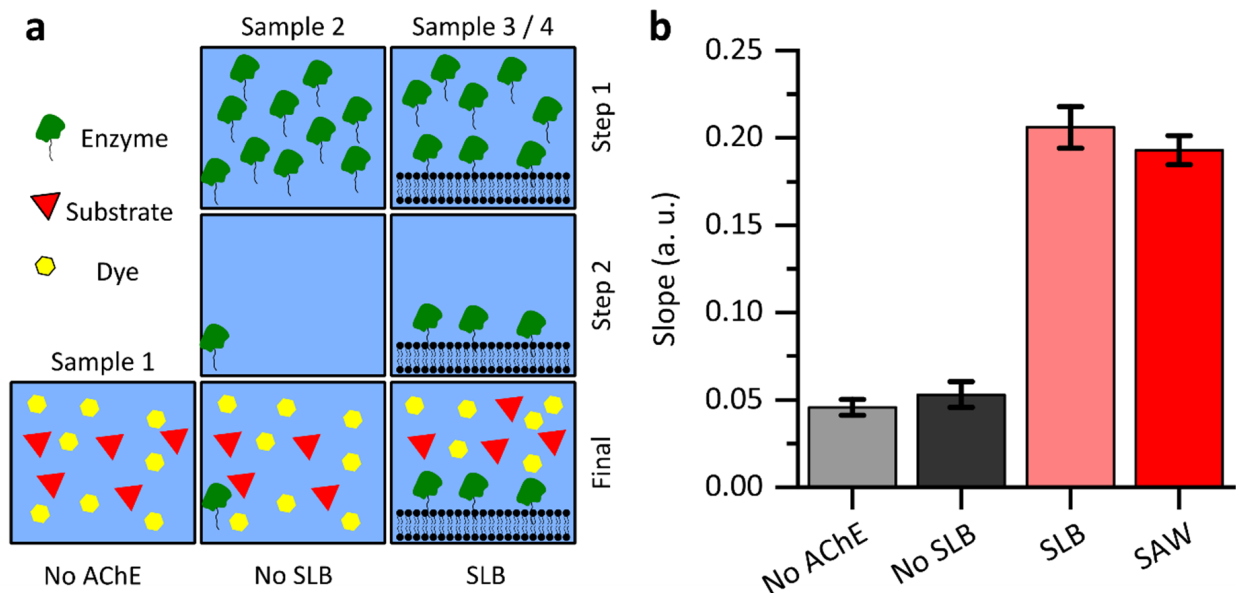 a
Sample 2
Sample 3 / 4
Enzyme
Substrate
Dye
Step 1
Step 2
Sample 1
Final
No AChE
No SLB
SLB
b
Slope (a. u.)
0.25
0.20
0.15
0.10
0.05
0.00
No AChE
No SLB
SLB
SAW